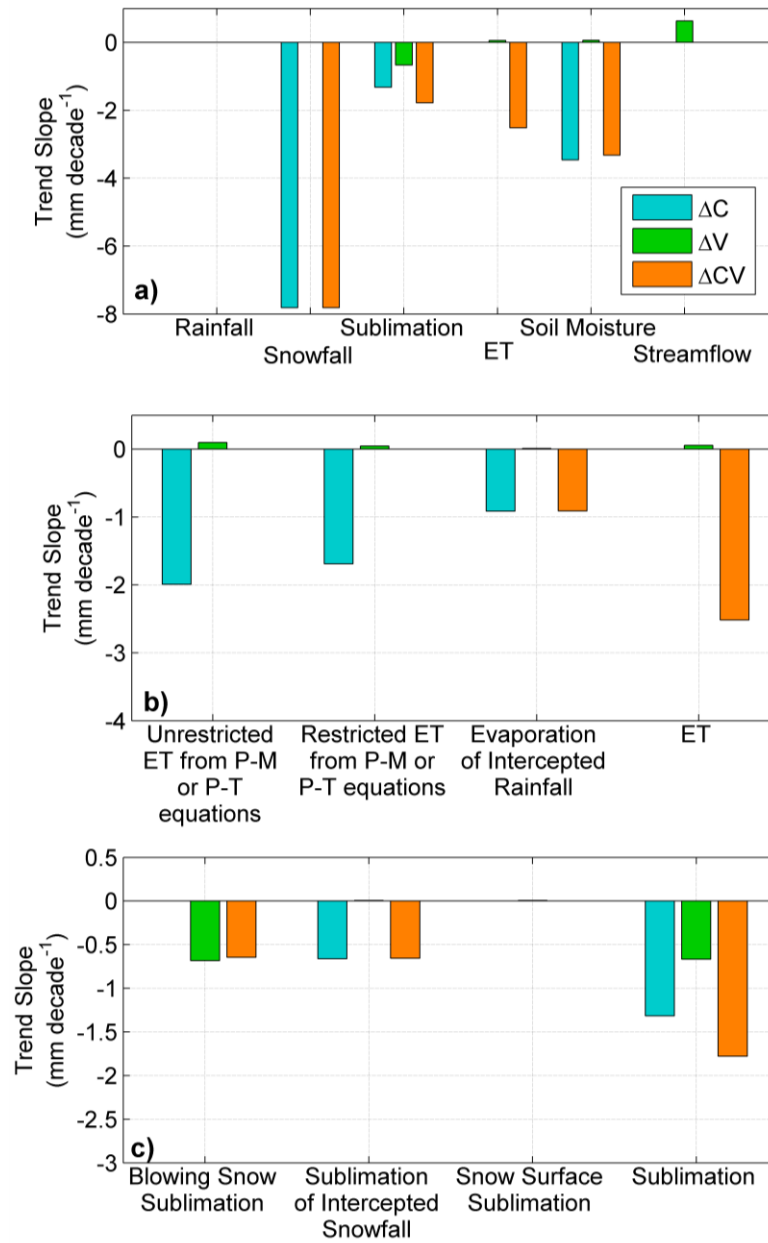 0
-2
-4
-6
-8
Trend Slope
(mm decade⁻¹)
a)
ΔC
ΔV
ΔCV
Rainfall
Snowfall
Sublimation
ET
Soil Moisture
Streamflow
0
-1
-2
-3
-4
Trend Slope
(mm decade⁻¹)
b)
Unrestricted
ET from P-M
or P-T
equations
Restricted ET
from P-M or
P-T equations
Evaporation
of Intercepted
Rainfall
ET
0.5
0
-0.5
-1
-1.5
-2
-2.5
-3
Trend Slope
(mm decade⁻¹)
c)
Blowing Snow
Sublimation
Sublimation
of Intercepted
Snowfall
Snow Surface
Sublimation
Sublimation